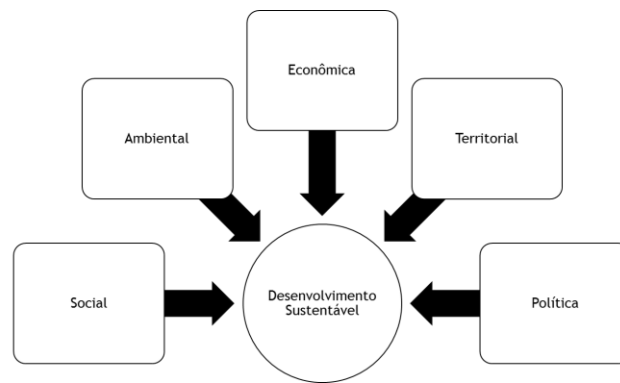 Econômica
Ambiental
Territorial
Social
Desenvolvimento
Sustentável
Política